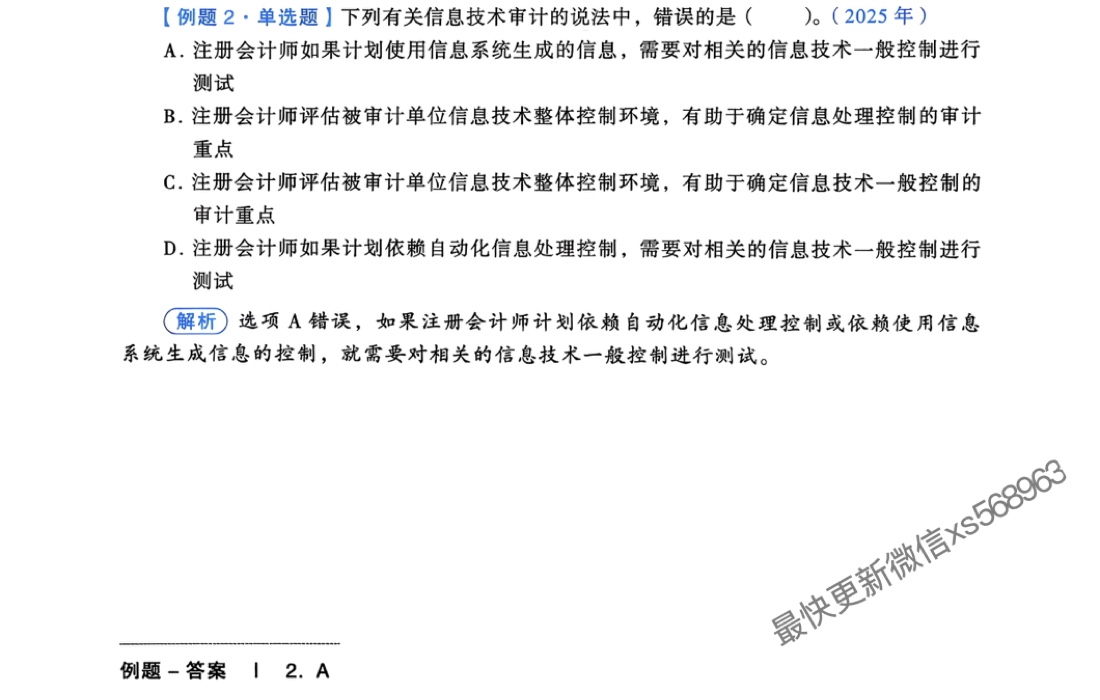 【例题2·单选题】下列有关信息技术审计的说法中，错误的是（　　）。（2025年）
A. 注册会计师如果计划使用信息系统生成的信息，需要对相关的信息技术一般控制进行
测试
B. 注册会计师评估被审计单位信息技术整体控制环境，有助于确定信息处理控制的审计
重点
C. 注册会计师评估被审计单位信息技术整体控制环境，有助于确定信息技术一般控制的
审计重点
D. 注册会计师如果计划依赖自动化信息处理控制，需要对相关的信息技术一般控制进行
测试
解析 选项 A 错误，如果注册会计师计划依赖自动化信息处理控制或依赖使用信息
系统生成信息的控制，就需要对相关的信息技术一般控制进行测试。
最快更新微信xs568963
例题－答案 | 2. A